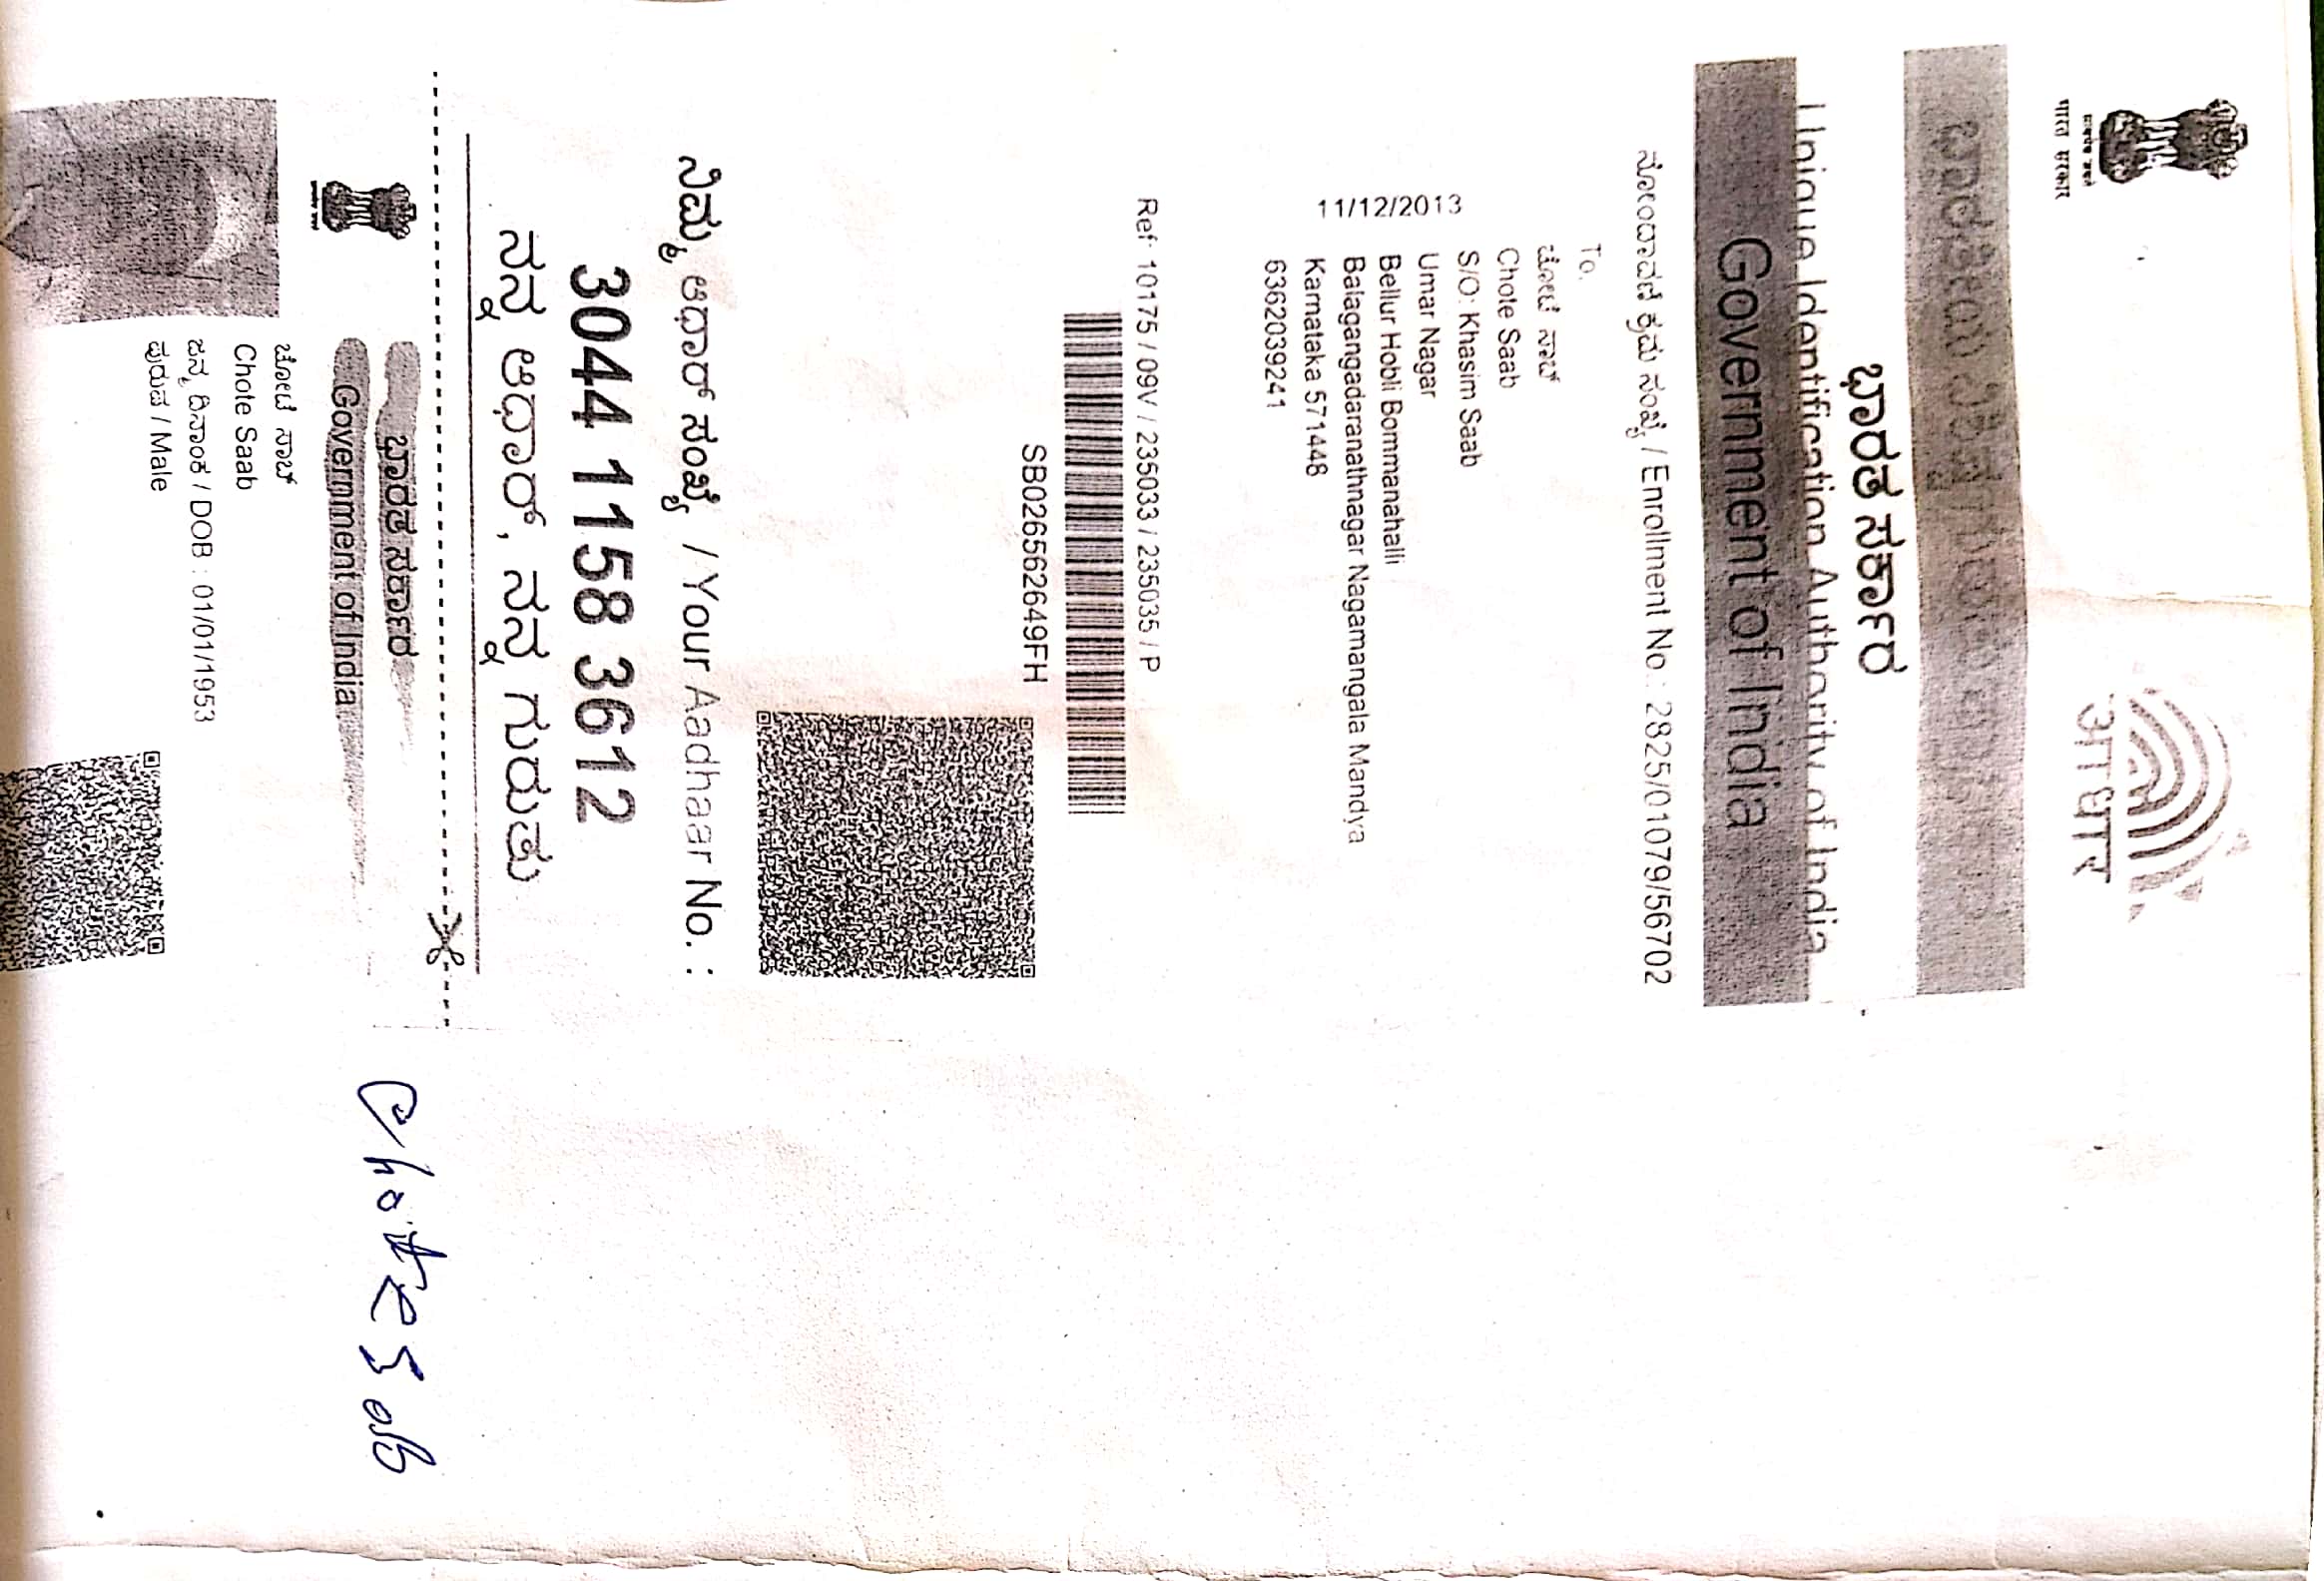 भारत सरकार
आधार
ಭಾರತ ಸರ್ಕಾರ
Unique Identification Authority of India
Government of India
ನೋಂದಾವಣೆ ಕ್ರಮ ಸಂಖ್ಯೆ / Enrollment No.: 2825/01079/56702
To,
ಚೋಟೆ ಸಾಬ್
Chote Saab
S/O: Khasim Saab
Umar Nagar
Bellur Hobli Bommanahalli
Balagangadaranathnagar Nagamangala Mandya
Karnataka 571448
6362039241
11/12/2013
Ref: 10175 / 09V / 235033 / 235035 / P
SB026562649FH
ನಿಮ್ಮ ಆಧಾರ್ ಸಂಖ್ಯೆ / Your Aadhaar No. :
3044 1158 3612
ನನ್ನ ಆಧಾರ್, ನನ್ನ ಗುರುತು
ಭಾರತ ಸರ್ಕಾರ
Government of India
ಚೋಟೆ ಸಾಬ್
Chote Saab
ಜನ್ಮ ದಿನಾಂಕ / DOB : 01/01/1953
ಪುರುಷ / Male
Chote Sab